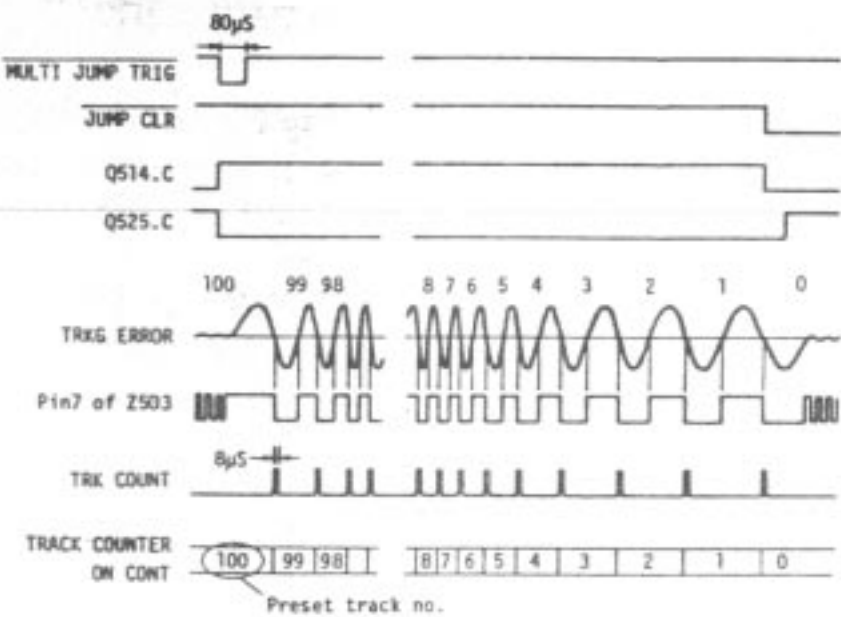 80µS
MULTI JUMP TRIG
JUMP CLR
Q514.C
Q525.C
100 99 98 8 7 6 5 4 3 2 1 0
TRKG ERROR
Pin7 of Z503
8µS
TRK COUNT
TRACK COUNTER
ON CONT
100 99 98 8 7 6 5 4 3 2 1 0
Preset track no.